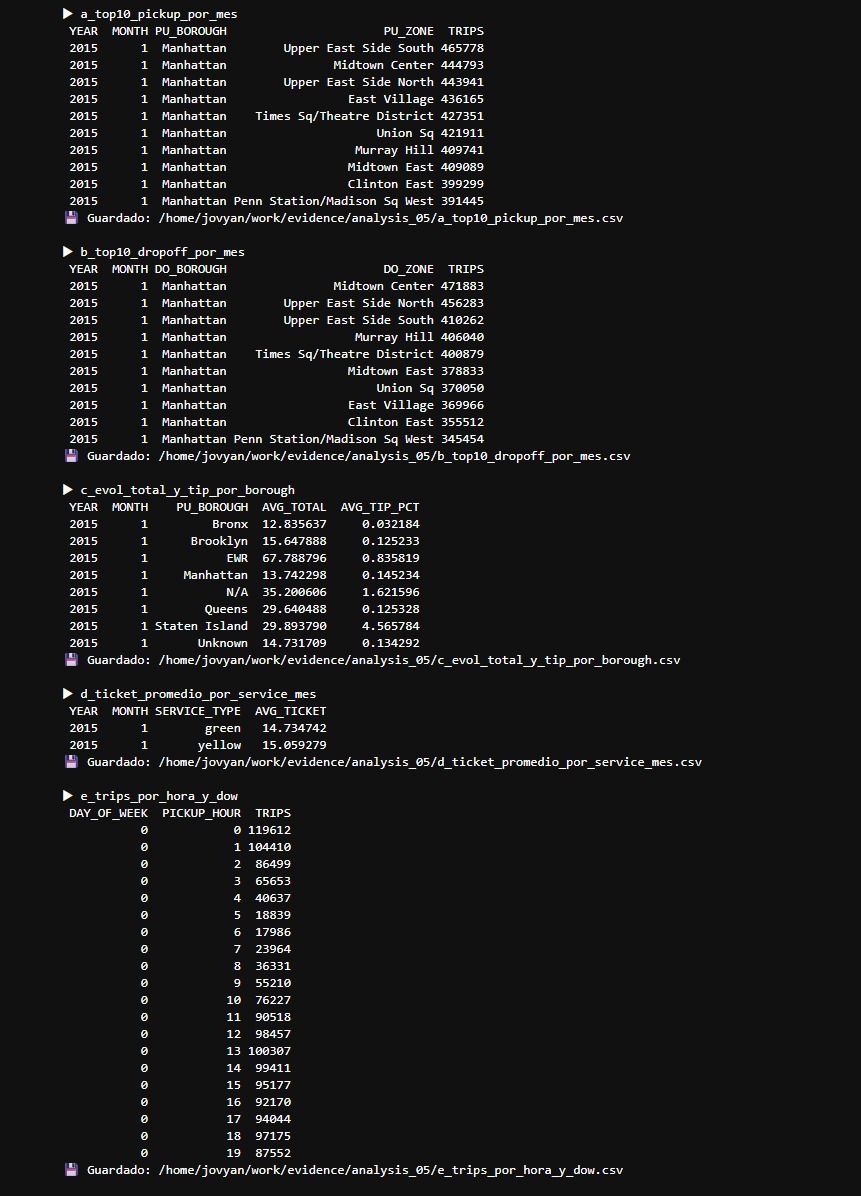 ▶ a_top10_pickup_por_mes
YEAR MONTH PU_BOROUGH PU_ZONE TRIPS
2015 1 Manhattan Upper East Side South 465778
2015 1 Manhattan Midtown Center 444793
2015 1 Manhattan Upper East Side North 443941
2015 1 Manhattan East Village 436165
2015 1 Manhattan Times Sq/Theatre District 427351
2015 1 Manhattan Union Sq 421911
2015 1 Manhattan Murray Hill 409741
2015 1 Manhattan Midtown East 409089
2015 1 Manhattan Clinton East 399299
2015 1 Manhattan Penn Station/Madison Sq West 391445
💾 Guardado: /home/jovyan/work/evidence/analysis_05/a_top10_pickup_por_mes.csv
▶ b_top10_dropoff_por_mes
YEAR MONTH DO_BOROUGH DO_ZONE TRIPS
2015 1 Manhattan Midtown Center 471883
2015 1 Manhattan Upper East Side North 456283
2015 1 Manhattan Upper East Side South 410262
2015 1 Manhattan Murray Hill 406040
2015 1 Manhattan Times Sq/Theatre District 400879
2015 1 Manhattan Midtown East 378833
2015 1 Manhattan Union Sq 370050
2015 1 Manhattan East Village 369966
2015 1 Manhattan Clinton East 355512
2015 1 Manhattan Penn Station/Madison Sq West 345454
💾 Guardado: /home/jovyan/work/evidence/analysis_05/b_top10_dropoff_por_mes.csv
▶ c_evol_total_y_tip_por_borough
YEAR MONTH PU_BOROUGH AVG_TOTAL AVG_TIP_PCT
2015 1 Bronx 12.835637 0.032184
2015 1 Brooklyn 15.647888 0.125233
2015 1 EWR 67.788796 0.835819
2015 1 Manhattan 13.742298 0.145234
2015 1 N/A 35.200606 1.621596
2015 1 Queens 29.640488 0.125328
2015 1 Staten Island 29.893790 4.565784
2015 1 Unknown 14.731709 0.134292
💾 Guardado: /home/jovyan/work/evidence/analysis_05/c_evol_total_y_tip_por_borough.csv
▶ d_ticket_promedio_por_service_mes
YEAR MONTH SERVICE_TYPE AVG_TICKET
2015 1 green 14.734742
2015 1 yellow 15.059279
💾 Guardado: /home/jovyan/work/evidence/analysis_05/d_ticket_promedio_por_service_mes.csv
▶ e_trips_por_hora_y_dow
DAY_OF_WEEK PICKUP_HOUR TRIPS
0 0 119612
0 1 104410
0 2 86499
0 3 65653
0 4 40637
0 5 18839
0 6 17986
0 7 23964
0 8 36331
0 9 55210
0 10 76227
0 11 90518
0 12 98457
0 13 100307
0 14 99411
0 15 95177
0 16 92170
0 17 94044
0 18 97175
0 19 87552
💾 Guardado: /home/jovyan/work/evidence/analysis_05/e_trips_por_hora_y_dow.csv